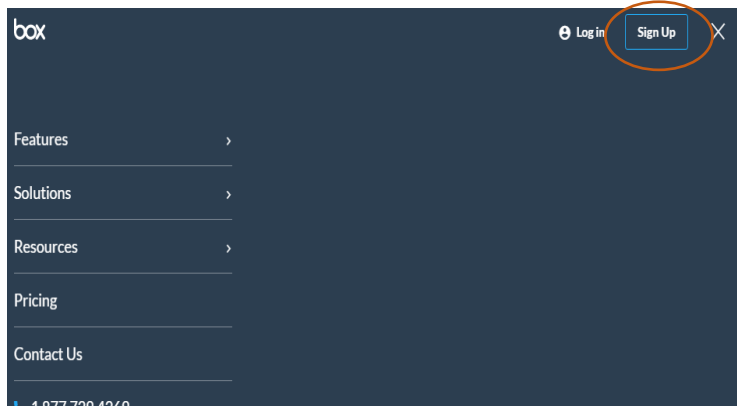 box
Log in
Sign Up
Features
Solutions
Resources
Pricing
Contact Us